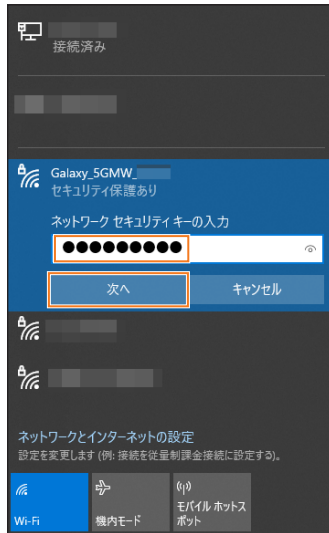 接続済み
Galaxy_5GMW_
セキュリティ保護あり
ネットワーク セキュリティ キーの入力
●●●●●●●●●
次へ
キャンセル
ネットワークとインターネットの設定
設定を変更します (例: 接続を従量制課金接続に設定する)。
Wi-Fi
機内モード
モバイル ホットス
ポット